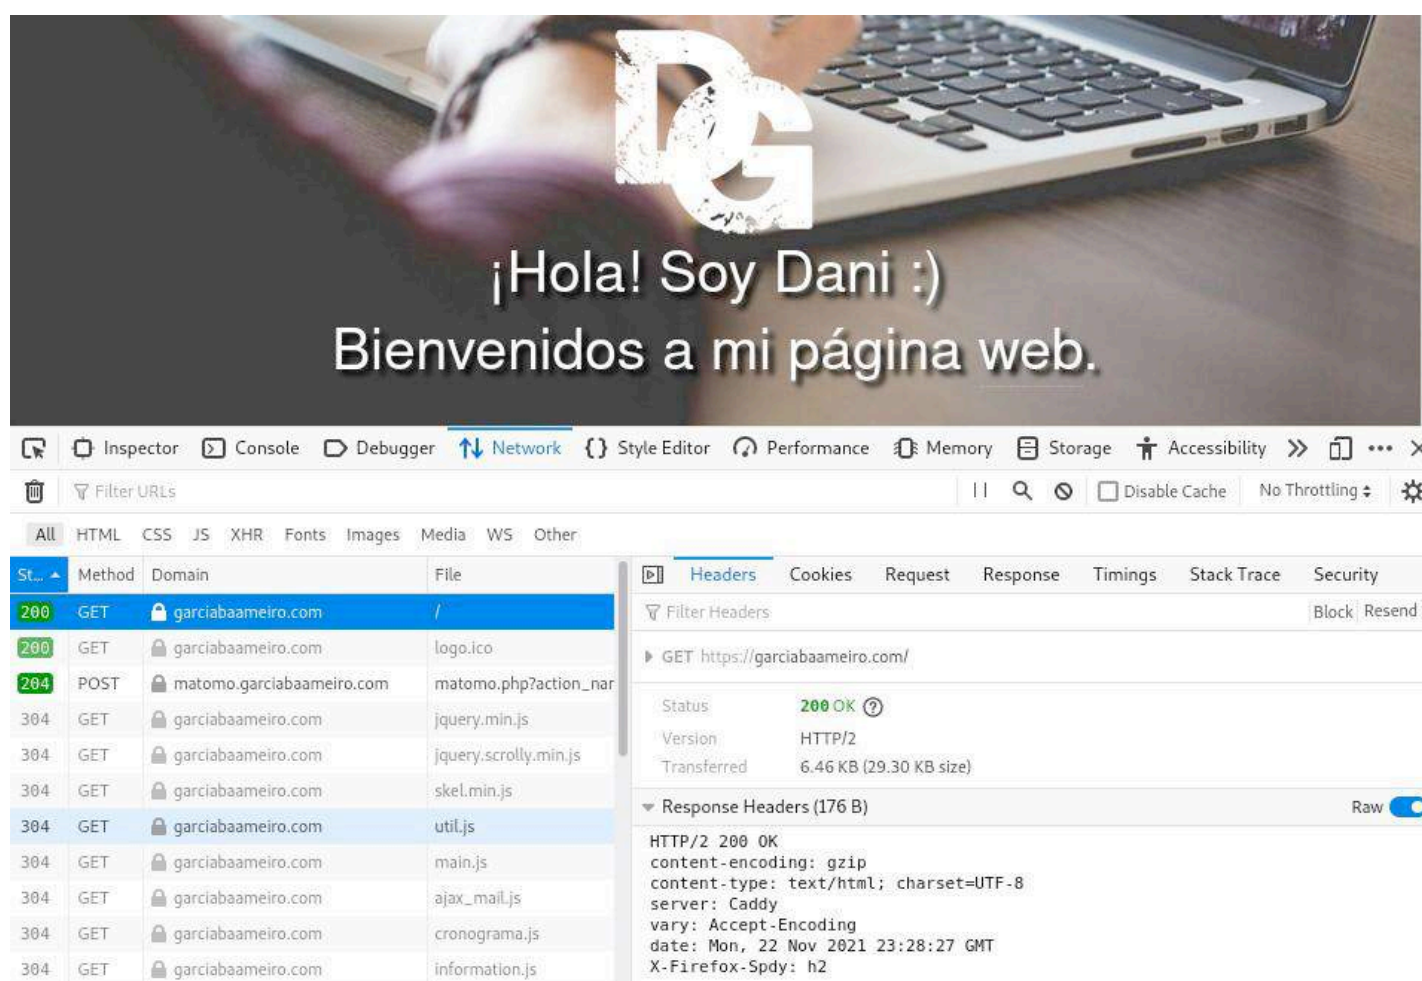 DG
¡Hola! Soy Dani :)
Bienvenidos a mi página web.
Inspector Console Debugger Network Style Editor Performance Memory Storage Accessibility
Filter URLs Disable Cache No Throttling
All HTML CSS JS XHR Fonts Images Media WS Other
St... Method Domain File
200 GET garciabaameiro.com /
200 GET garciabaameiro.com logo.ico
204 POST matomo.garciabaameiro.com matomo.php?action_nar
304 GET garciabaameiro.com jquery.min.js
304 GET garciabaameiro.com jquery.scrolly.min.js
304 GET garciabaameiro.com skel.min.js
304 GET garciabaameiro.com util.js
304 GET garciabaameiro.com main.js
304 GET garciabaameiro.com ajax_mail.js
304 GET garciabaameiro.com cronograma.js
304 GET garciabaameiro.com information.js
Headers Cookies Request Response Timings Stack Trace Security
Filter Headers Block Resend
GET https://garciabaameiro.com/
Status 200 OK
Version HTTP/2
Transferred 6.46 KB (29.30 KB size)
Response Headers (176 B) Raw
HTTP/2 200 OK
content-encoding: gzip
content-type: text/html; charset=UTF-8
server: Caddy
vary: Accept-Encoding
date: Mon, 22 Nov 2021 23:28:27 GMT
X-Firefox-Spdy: h2